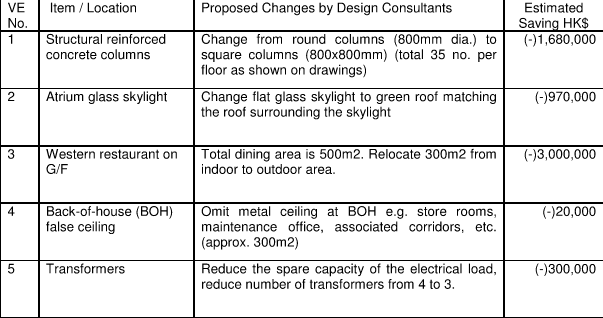 VE Item / Location Proposed Changes by Design Consultants Estimated
No. Saving HK$
1 Structural reinforced Change from round columns (800mm dia.) to (-)1,680,000
concrete columns square columns (800x800mm) (total 35 no. per
floor as shown on drawings)
2 Atrium glass skylight Change flat glass skylight to green roof matching (-)970,000
the roof surrounding the skylight
3 Western restaurant on Total dining area is 500m2. Relocate 300m2 from (-)3,000,000
G/F indoor to outdoor area.
4 Back-of-house (BOH) Omit metal ceiling at BOH e.g. store rooms, (-)20,000
false ceiling maintenance office, associated corridors, etc.
(approx. 300m2)
5 Transformers Reduce the spare capacity of the electrical load, (-)300,000
reduce number of transformers from 4 to 3.